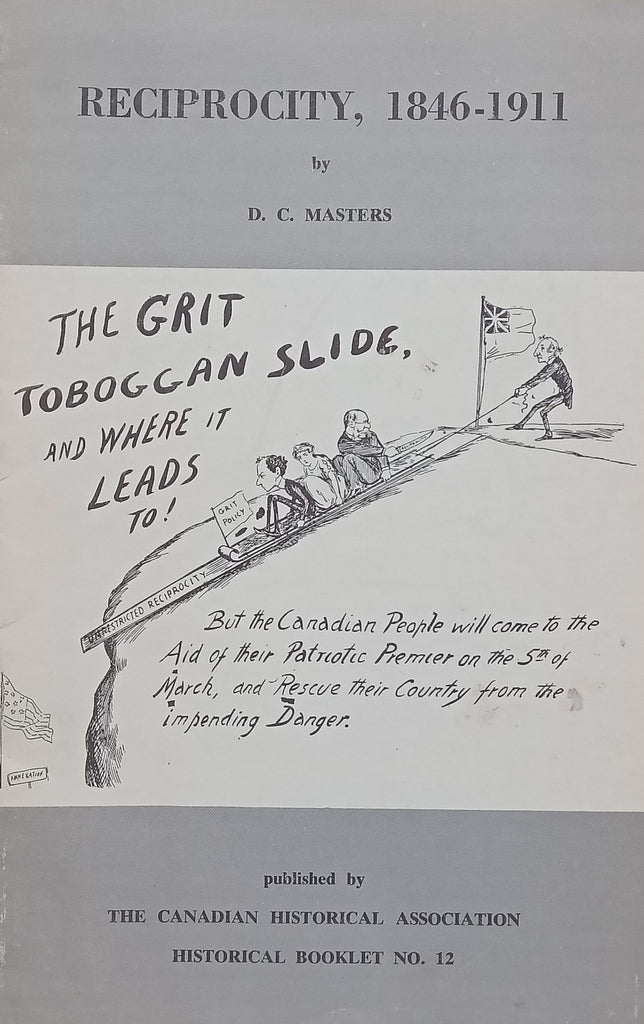 RECIPROCITY, 1846-1911
by
D. C. MASTERS
THE GRIT
TOBOGGAN SLIDE,
AND WHERE IT
LEADS
TO!
GRIT
POLICY
UNRESTRICTED RECIPROCITY
But the Canadian People will come to the
Aid of their Patriotic Premier on the 5th of
March, and Rescue their Country from the
impending Danger.
ANNEXATION
published by
THE CANADIAN HISTORICAL ASSOCIATION
HISTORICAL BOOKLET NO. 12